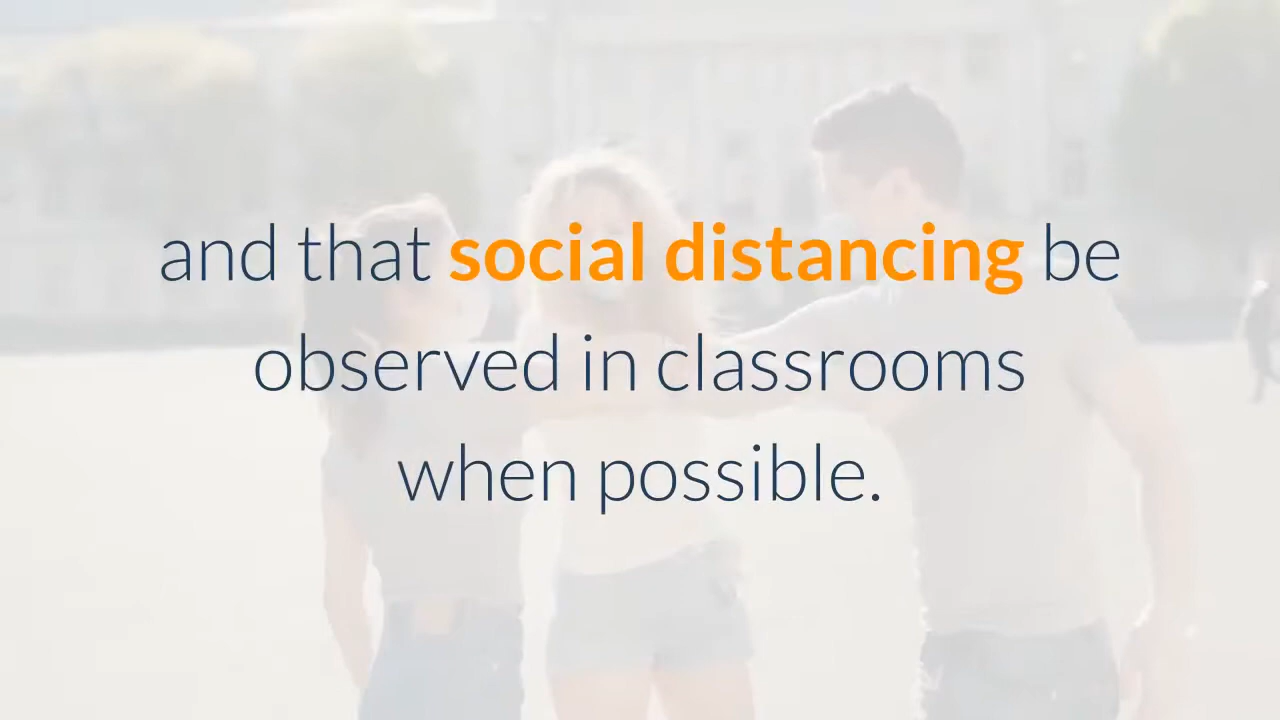 and that social distancing be
observed in classrooms
when possible.